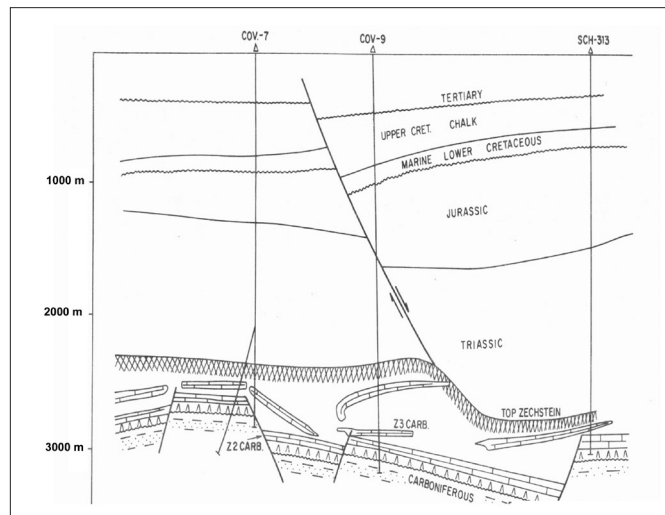 COV.-7
COV-9
SCH-313
TERTIARY
UPPER CRET. CHALK
MARINE LOWER CRETACEOUS
1000 m
JURASSIC
2000 m
TRIASSIC
TOP ZECHSTEIN
Z3 CARB.
Z2 CARB.
3000 m
CARBONIFEROUS